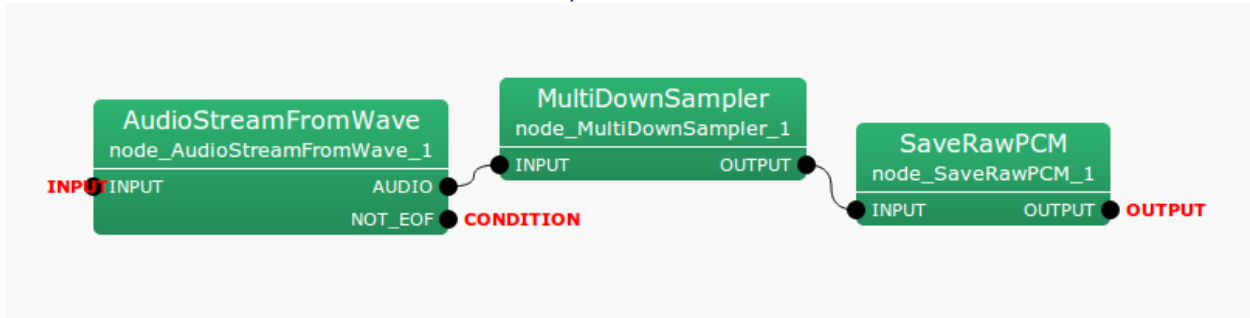 AudioStreamFromWave
node_AudioStreamFromWave_1
INPUT INPUT AUDIO
NOT_EOF CONDITION
MultiDownSampler
node_MultiDownSampler_1
INPUT OUTPUT
SaveRawPCM
node_SaveRawPCM_1
INPUT OUTPUT OUTPUT